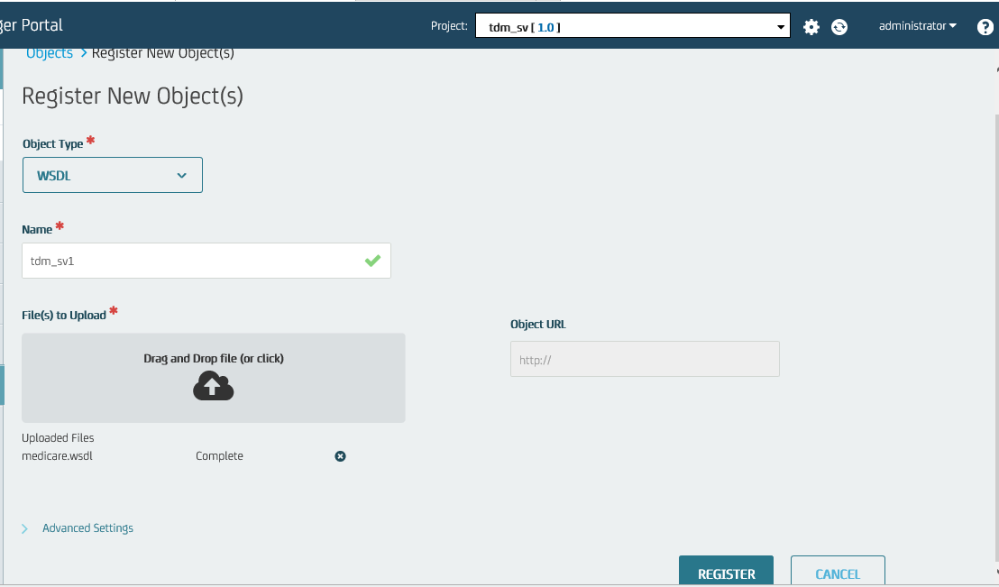 ger Portal
Project:
tdm_sv [ 1.0 ]
administrator
?
Objects > Register New Object(s)
Register New Object(s)
Object Type *
WSDL
Name *
tdm_sv1
File(s) to Upload *
Object URL
Drag and Drop file (or click)
http://
Uploaded Files
medicare.wsdl Complete
Advanced Settings
REGISTER
CANCEL